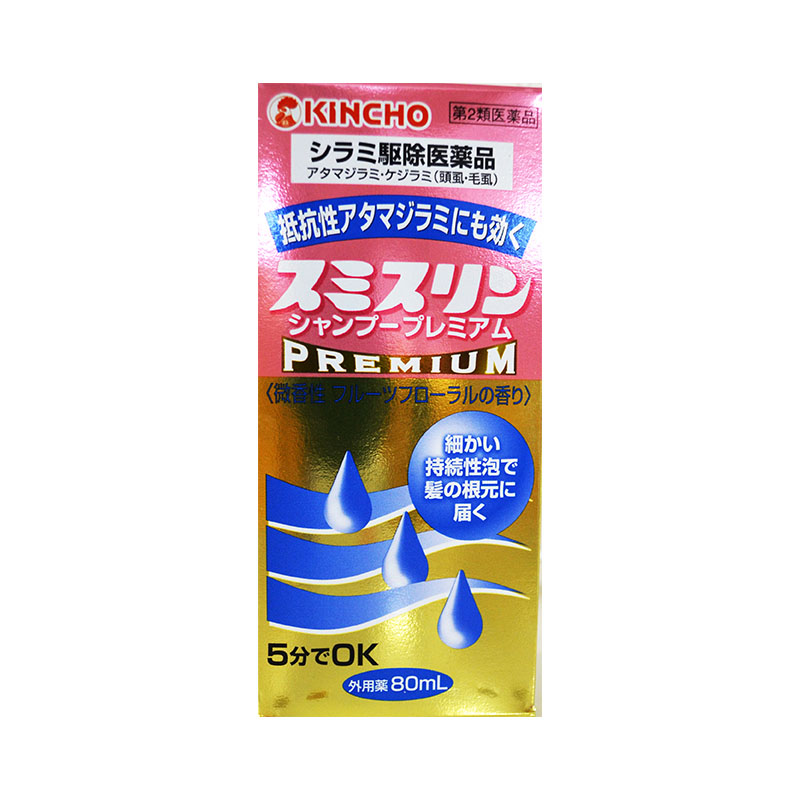 KINCHO
第2類医薬品
シラミ駆除医薬品
アタマジラミ・ケジラミ(頭虱・毛虱)
抵抗性アタマジラミにも効く
スミスリン
シャンプープレミアム
PREMIUM
〈微香性 フルーツフローラルの香り〉
細かい
持続性泡で
髪の根元に
届く
5分でOK
外用薬 80mL